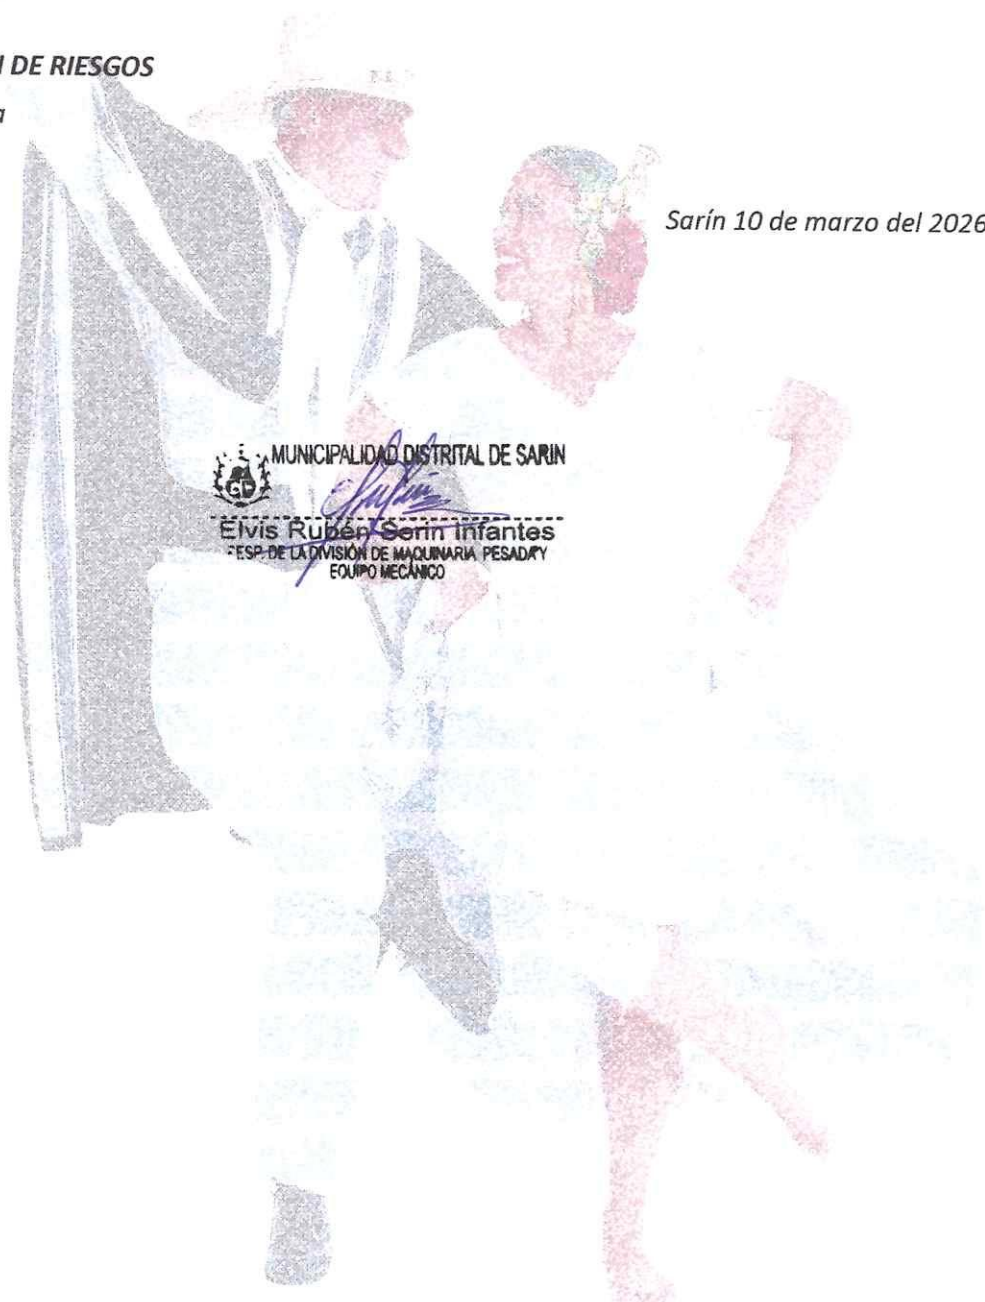 DE RIESGOS
Sarín 10 de marzo del 2026
MUNICIPALIDAD DISTRITAL DE SARIN
Elvis Rubén Serin Infantes
ESP. DE LA DIVISIÓN DE MAQUINARIA PESADA Y
EQUIPO MECÁNICO